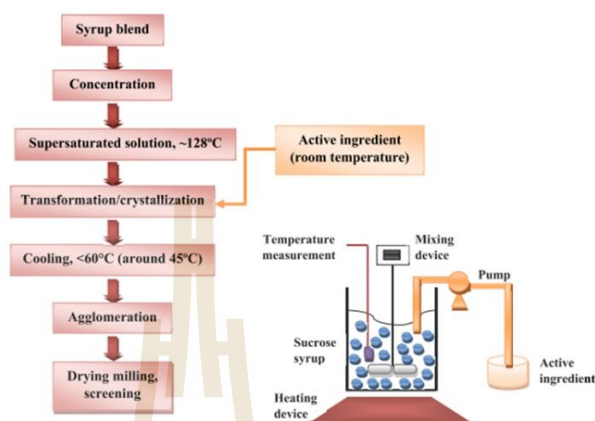 Syrup blend
Concentration
Supersaturated solution, ~128ºC
Active ingredient
(room temperature)
Transformation/crystallization
Cooling, <60°C (around 45ºC)
Agglomeration
Drying milling,
screening
Temperature
measurement
Mixing
device
Pump
Sucrose
syrup
Active
ingredient
Heating
device